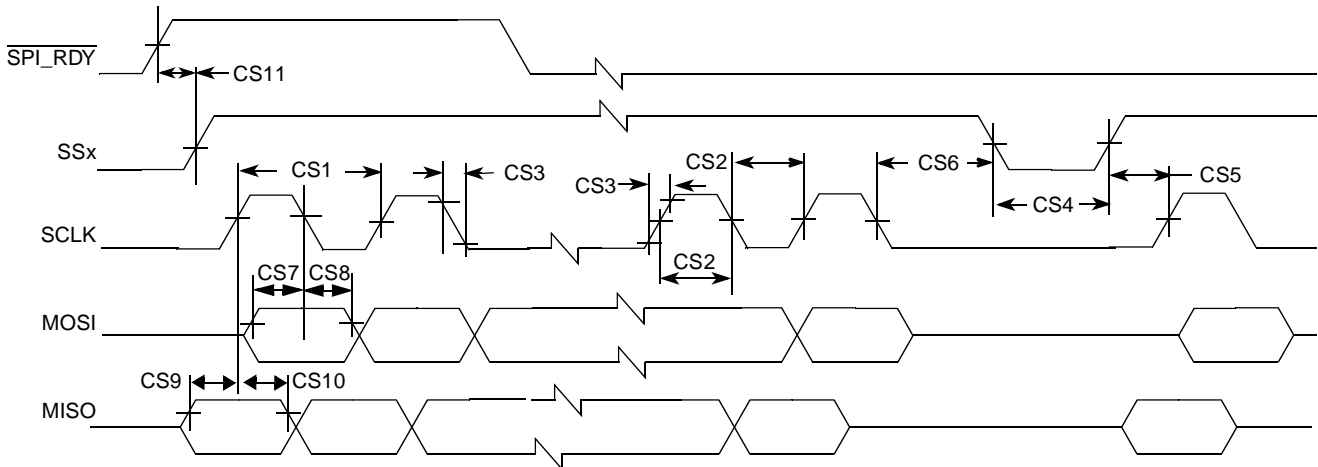 SPI_RDY
CS11
SSx
CS1
CS3
CS3
CS2
CS6
CS4
CS5
SCLK
CS2
CS7
CS8
MOSI
CS9
CS10
MISO